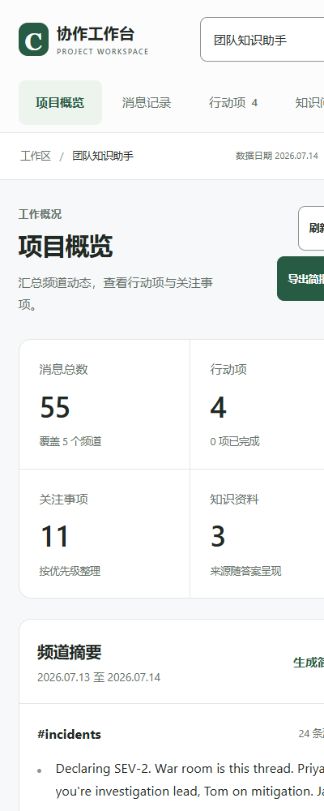 C 协作工作台
PROJECT WORKSPACE
团队知识助手
项目概览 消息记录 行动项 4 知识
工作区 / 团队知识助手 数据日期 2026.07.14
工作概况
项目概览
刷
汇总频道动态，查看行动项与关注事
项。
导出简
消息总数 行动项
55 4
覆盖 5 个频道 0 项已完成
关注事项 知识资料
11 3
按优先级整理 来源随答案呈现
频道摘要
生成
2026.07.13 至 2026.07.14
#incidents 24 条
Declaring SEV-2. War room is this thread. Priya
you're investigation lead, Tom on mitigation.